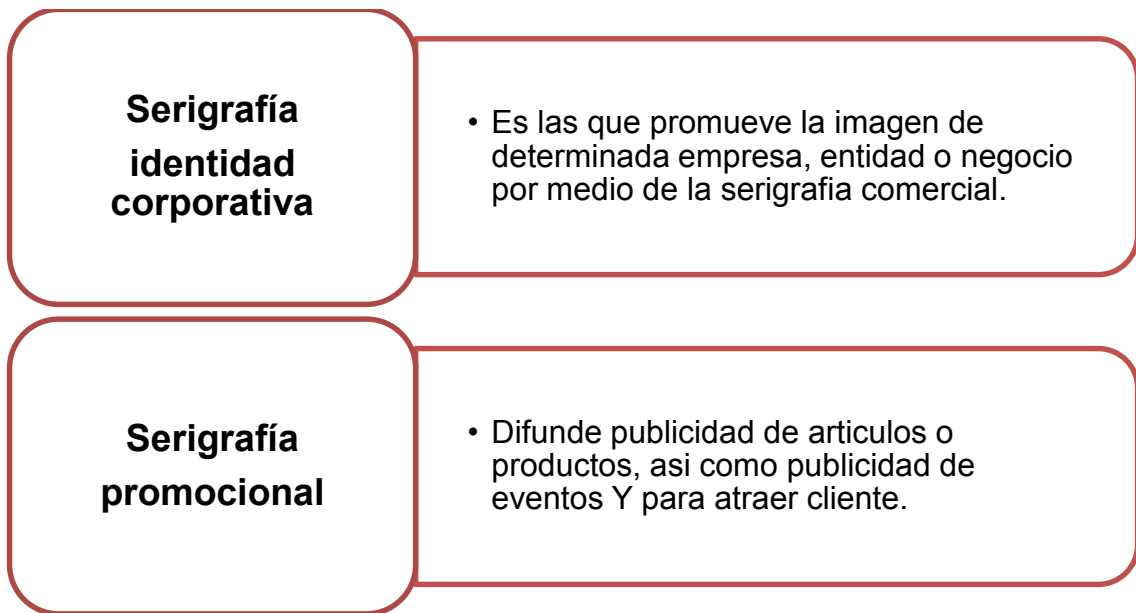 Serigrafía
identidad
corporativa
• Es las que promueve la imagen de
determinada empresa, entidad o negocio
por medio de la serigrafia comercial.
Serigrafía
promocional
• Difunde publicidad de articulos o
productos, asi como publicidad de
eventos Y para atraer cliente.